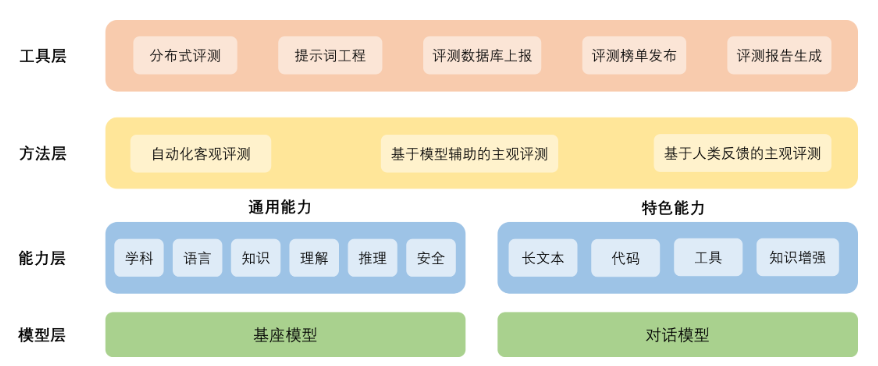 工具层
分布式评测
提示词工程
评测数据库上报
评测榜单发布
评测报告生成
方法层
自动化客观评测
基于模型辅助的主观评测
基于人类反馈的主观评测
通用能力
特色能力
能力层
学科
语言
知识
理解
推理
安全
长文本
代码
工具
知识增强
模型层
基座模型
对话模型